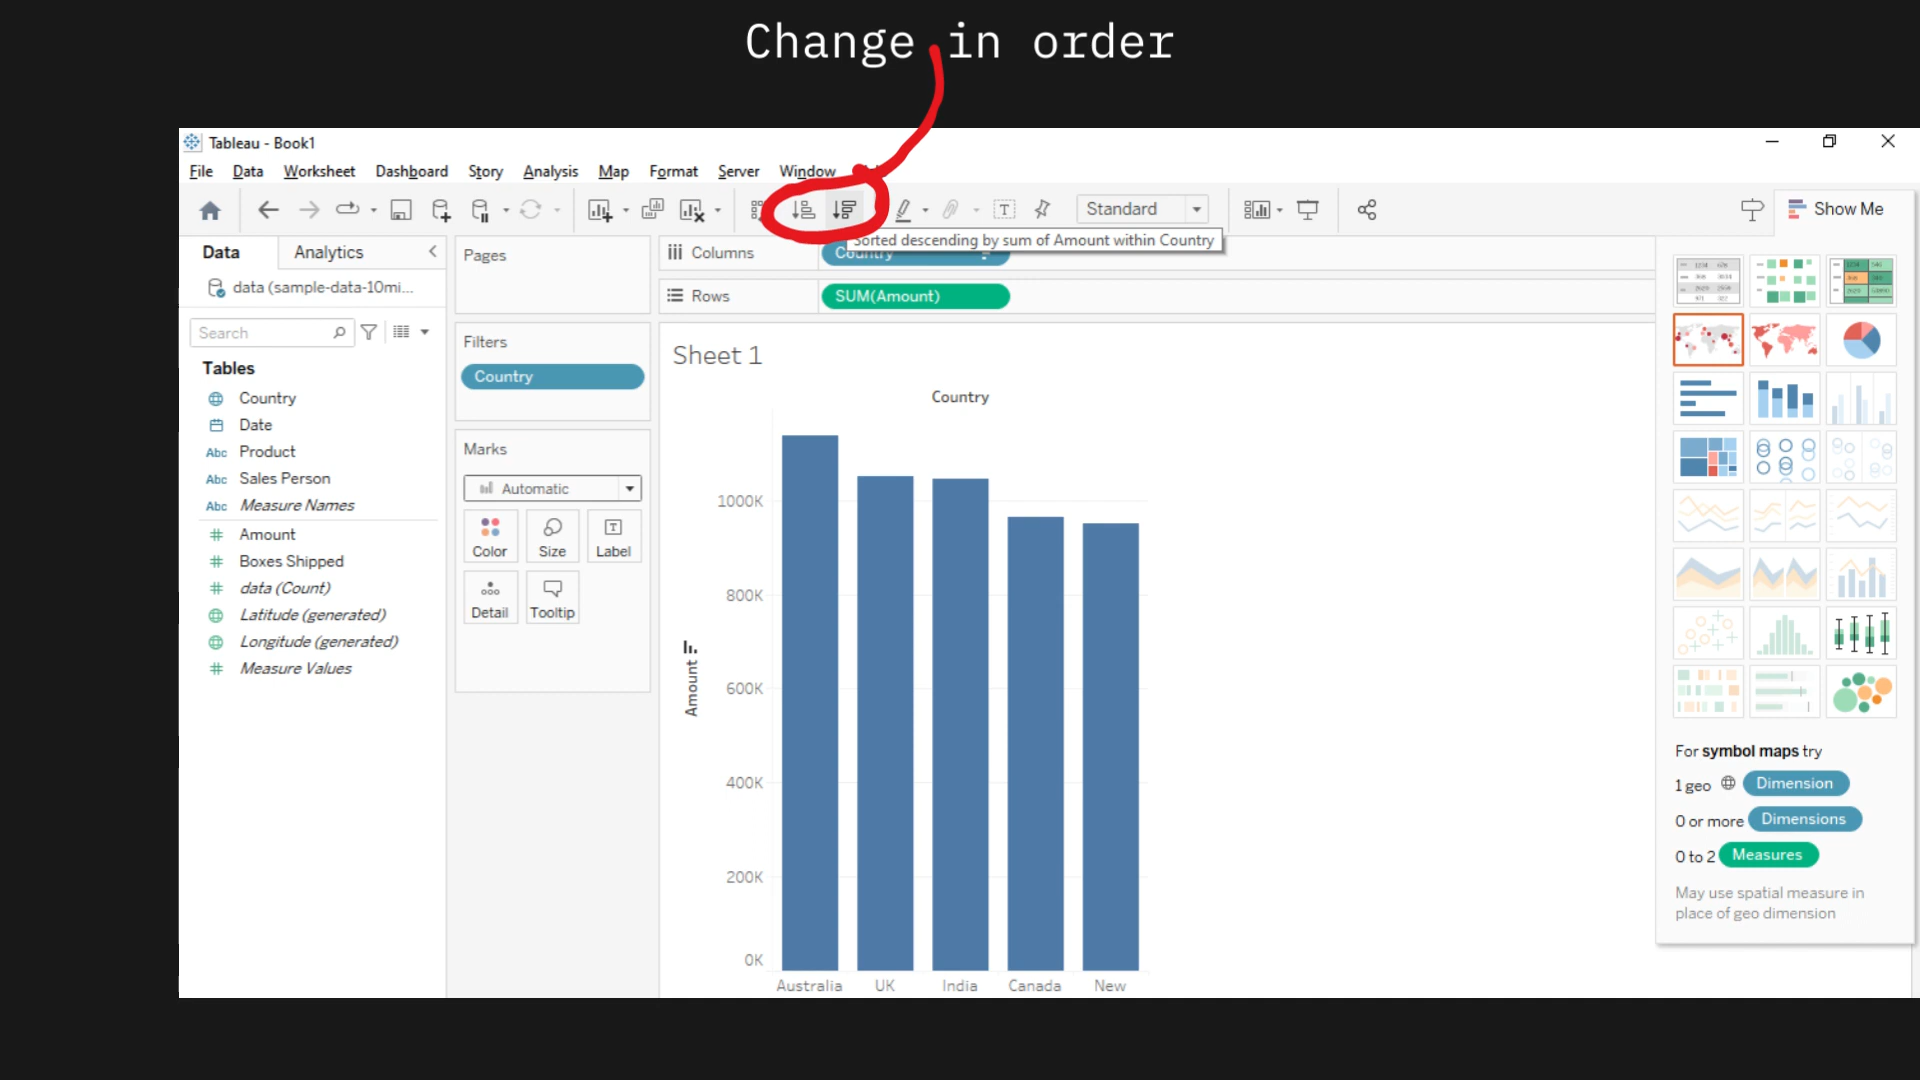 Change in order
Tableau - Book1
File Data Worksheet Dashboard Story Analysis Map Format Server Window
Standard
Show Me
Data Analytics
Pages
Columns
Country
Sorted descending by sum of Amount within Country
data (sample-data-10mi...
Rows
SUM(Amount)
Search
Filters
Country
Sheet 1
Tables
Country
Country
Date
Abc Product
Abc Sales Person
Abc Measure Names
Amount
Boxes Shipped
data (Count)
Latitude (generated)
Longitude (generated)
Measure Values
Marks
Automatic
Color Size Label
Detail Tooltip
1000K
800K
600K
400K
200K
0K
Amount
Australia UK India Canada New
For symbol maps try
1 geo Dimension
0 or more Dimensions
0 to 2 Measures
May use spatial measure in
place of geo dimension